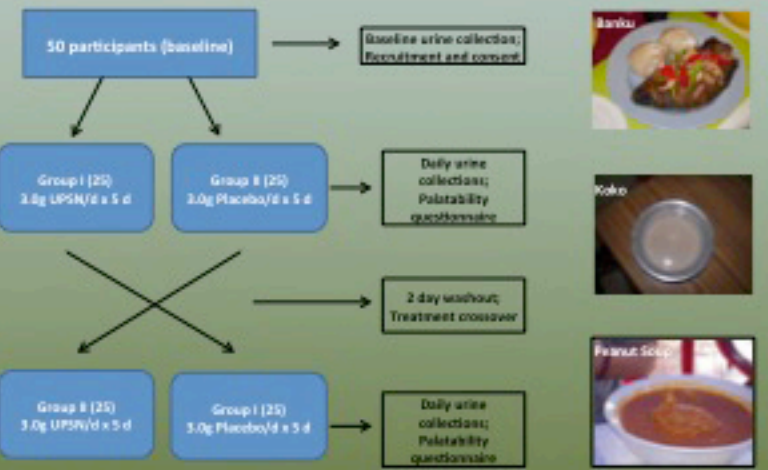 50 participants (baseline)
Baseline urine collection;
Recruitment and consent
Banku
Group I (25)
3.0g UPSN/d x 5 d
Group II (25)
3.0g Placebo/d x 5 d
Daily urine
collections;
Palatability
questionnaire
Koko
2 day washout;
Treatment crossover
Peanut Soup
Group II (25)
3.0g UPSN/d x 5 d
Group I (25)
3.0g Placebo/d x 5 d
Daily urine
collections;
Palatability
questionnaire